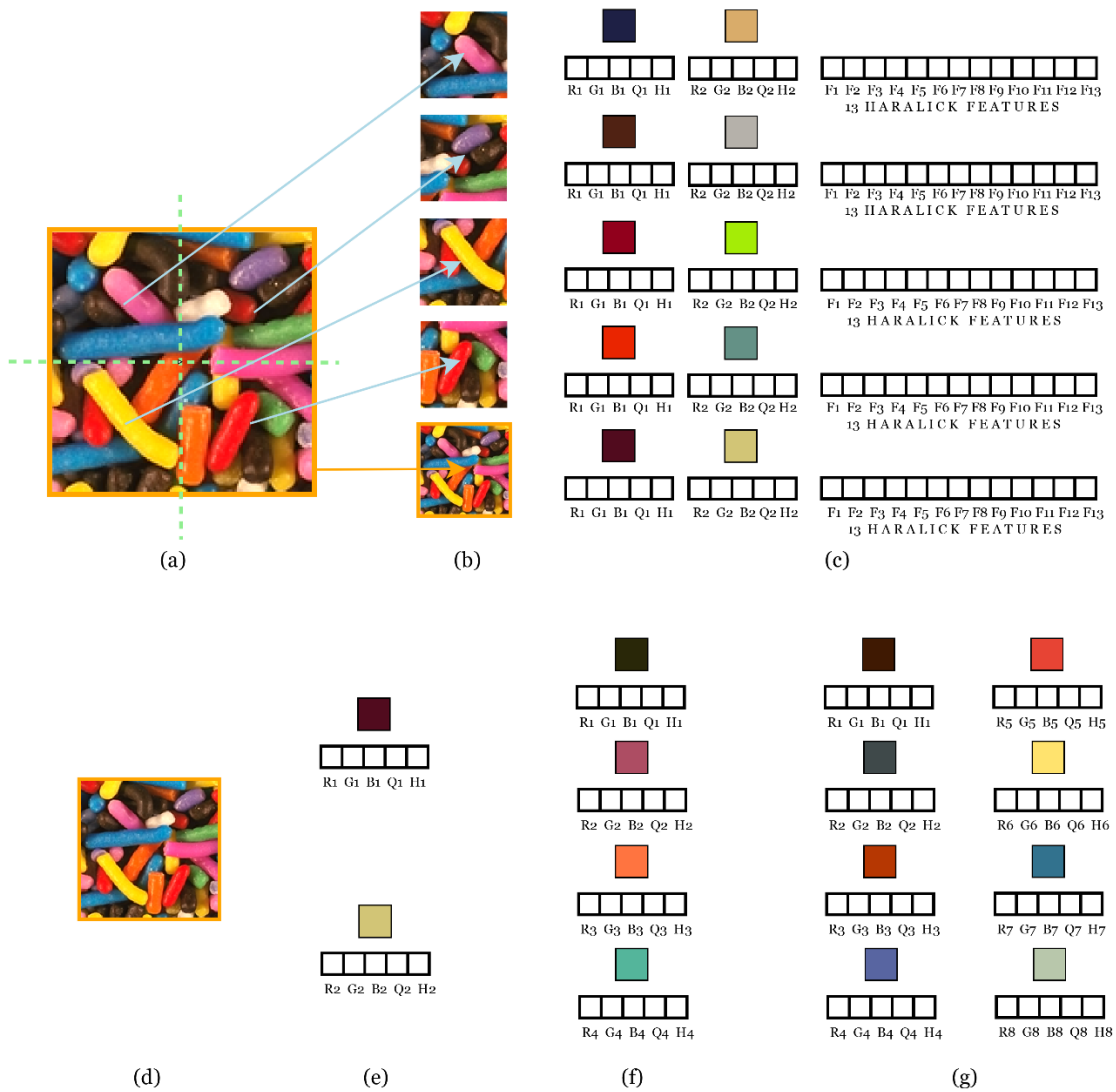 R1 G1 B1 Q1 H1 R2 G2 B2 Q2 H2 F1 F2 F3 F4 F5 F6 F7 F8 F9 F10 F11 F12 F13
13 HARALICK FEATURES
R1 G1 B1 Q1 H1 R2 G2 B2 Q2 H2 F1 F2 F3 F4 F5 F6 F7 F8 F9 F10 F11 F12 F13
13 HARALICK FEATURES
R1 G1 B1 Q1 H1 R2 G2 B2 Q2 H2 F1 F2 F3 F4 F5 F6 F7 F8 F9 F10 F11 F12 F13
13 HARALICK FEATURES
R1 G1 B1 Q1 H1 R2 G2 B2 Q2 H2 F1 F2 F3 F4 F5 F6 F7 F8 F9 F10 F11 F12 F13
13 HARALICK FEATURES
R1 G1 B1 Q1 H1 R2 G2 B2 Q2 H2 F1 F2 F3 F4 F5 F6 F7 F8 F9 F10 F11 F12 F13
13 HARALICK FEATURES
(a) (b) (c)
R1 G1 B1 Q1 H1
R2 G2 B2 Q2 H2
R1 G1 B1 Q1 H1
R2 G2 B2 Q2 H2
R3 G3 B3 Q3 H3
R4 G4 B4 Q4 H4
R1 G1 B1 Q1 H1 R5 G5 B5 Q5 H5
R2 G2 B2 Q2 H2 R6 G6 B6 Q6 H6
R3 G3 B3 Q3 H3 R7 G7 B7 Q7 H7
R4 G4 B4 Q4 H4 R8 G8 B8 Q8 H8
(d) (e) (f) (g)